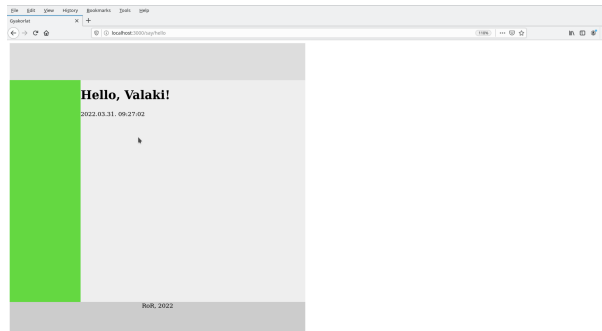 File Edit View History Bookmarks Tools Help
Gyakorlat × +
localhost:3000/say/hello 110% ...
Hello, Valaki!
2022.03.31. 09:27:02
RoR, 2022